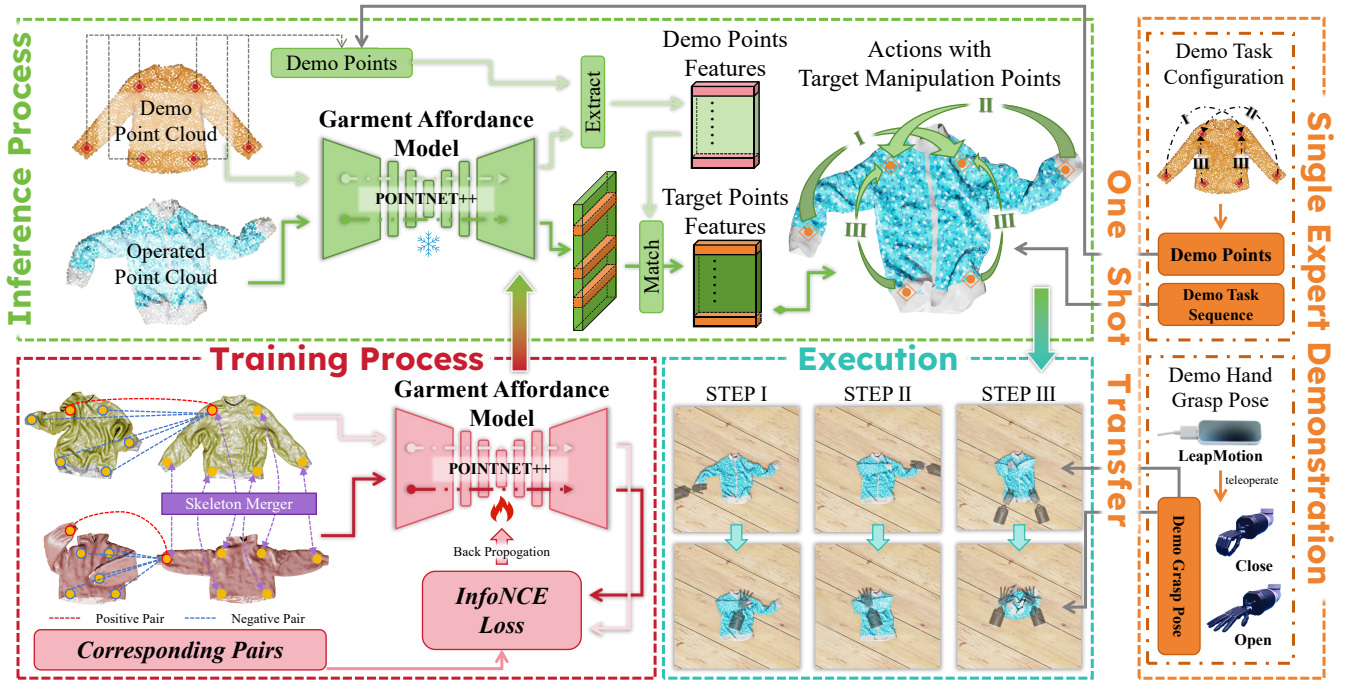 Inference Process
Demo
Point Cloud
Operated
Point Cloud
Demo Points
Garment Affordance
Model
POINTNET++
Extract
Demo Points
Features
Match
Target Points
Features
Actions with
Target Manipulation Points
I
II
III
III
One Shot Transfer
Single Expert Demonstration
Demo Task
Configuration
I
II
III
III
Demo Points
Demo Task
Sequence
Demo Hand
Grasp Pose
LeapMotion
teleoperate
Demo Grasp Pose
Close
Open
Training Process
Garment Affordance
Model
POINTNET++
Skeleton Merger
Back Propogation
InfoNCE
Loss
Positive Pair
Negative Pair
Corresponding Pairs
Execution
STEP I
STEP II
STEP III